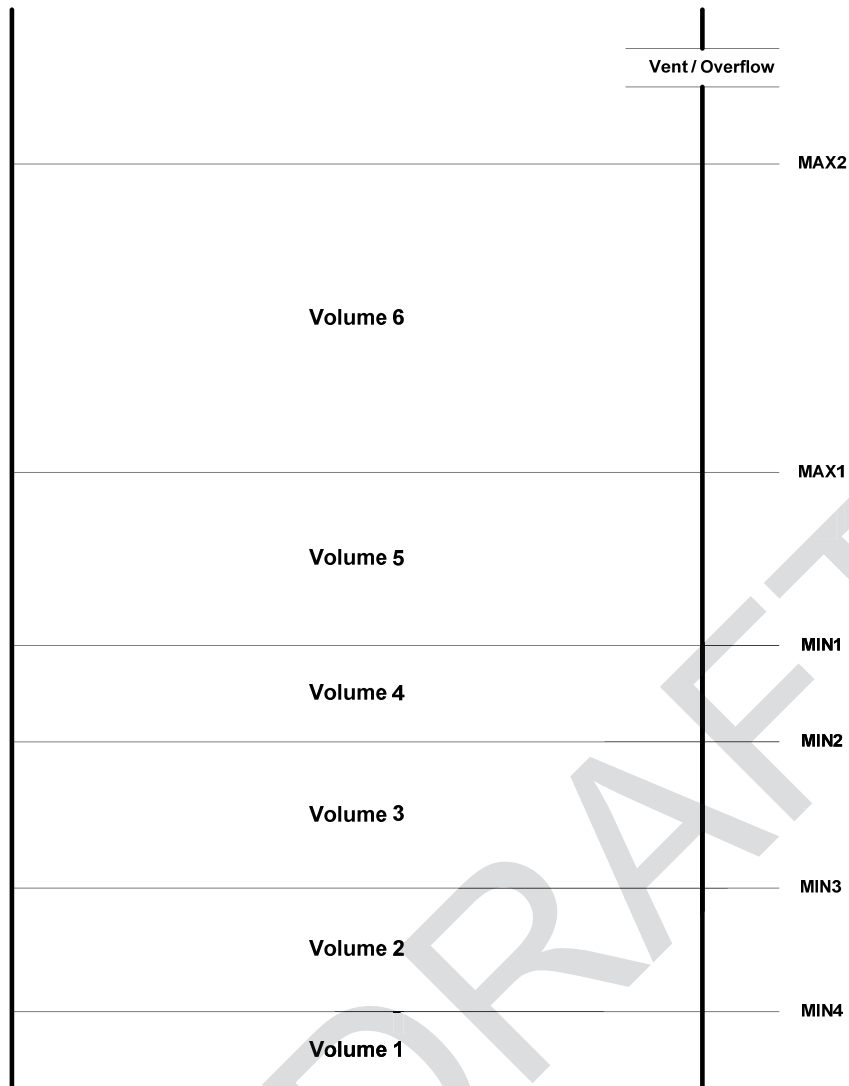 Vent / Overflow
MAX2
Volume 6
MAX1
Volume 5
MIN1
Volume 4
MIN2
Volume 3
MIN3
Volume 2
MIN4
Volume 1
DRAFT